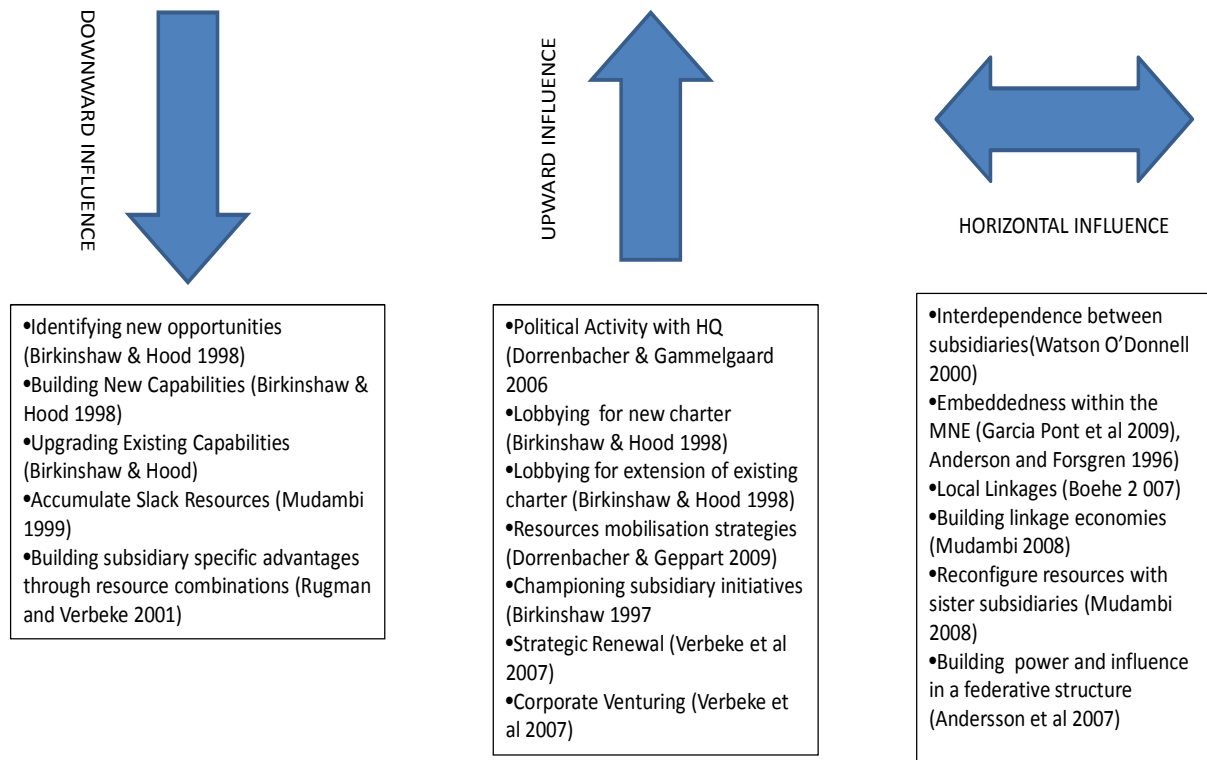 DOWNWARD INFLUENCE
•Identifying new opportunities
(Birkinshaw & Hood 1998)
•Building New Capabilities (Birkinshaw &
Hood 1998)
•Upgrading Existing Capabilities
(Birkinshaw & Hood)
•Accumulate Slack Resources (Mudambi
1999)
•Building subsidiary specific advantages
through resource combinations (Rugman
and Verbeke 2001)
UPWARD INFLUENCE
•Political Activity with HQ
(Dorrenbacher & Gammelgaard
2006
•Lobbying for new charter
(Birkinshaw & Hood 1998)
•Lobbying for extension of existing
charter (Birkinshaw & Hood 1998)
•Resources mobilisation strategies
(Dorrenbacher & Geppart 2009)
•Championing subsidiary initiatives
(Birkinshaw 1997
•Strategic Renewal (Verbeke et al
2007)
•Corporate Venturing (Verbeke et
al 2007)
HORIZONTAL INFLUENCE
•Interdependence between
subsidiaries(Watson O’Donnell
2000)
•Embeddedness within the
MNE (Garcia Pont et al 2009),
Anderson and Forsgren 1996)
•Local Linkages (Boehe 2 007)
•Building linkage economies
(Mudambi 2008)
•Reconfigure resources with
sister subsidiaries (Mudambi
2008)
•Building power and influence
in a federative structure
(Andersson et al 2007)